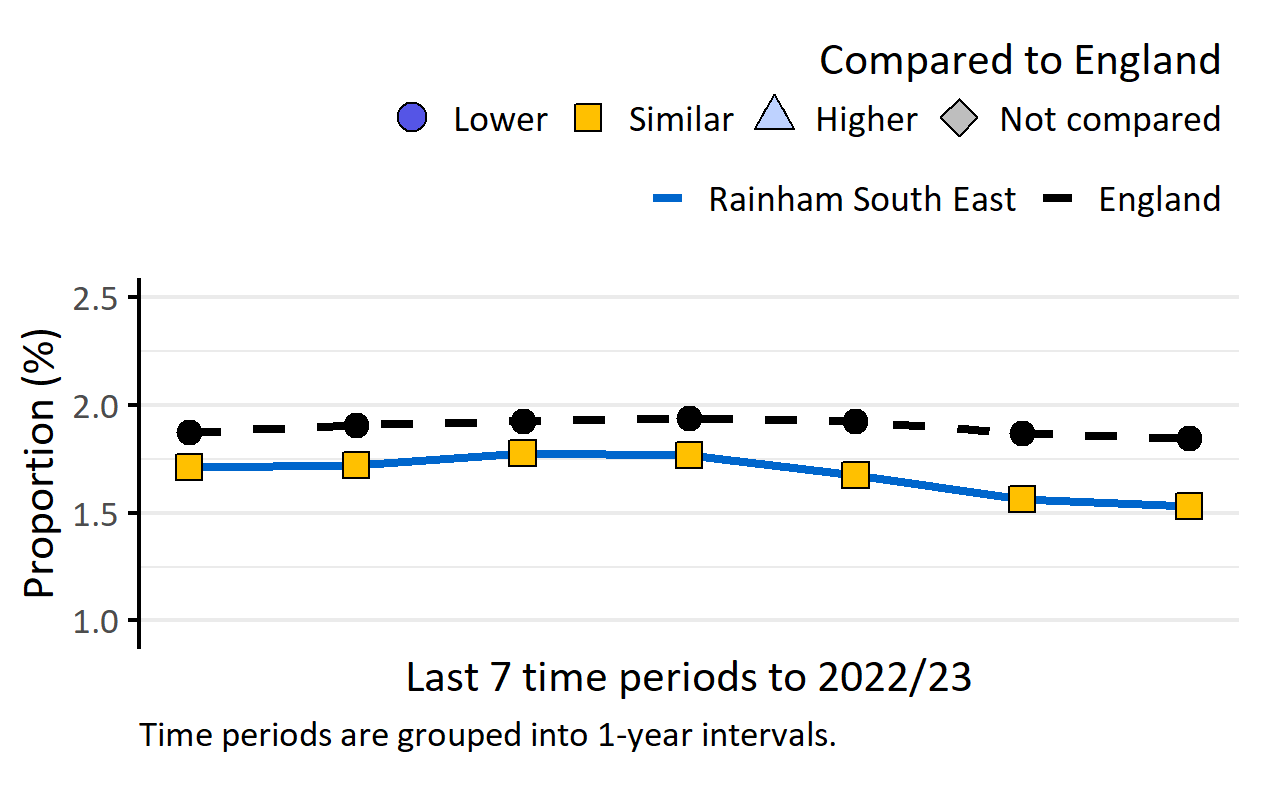 Compared to England
Lower Similar Higher Not compared
Rainham South East England
2.5
2.0
1.5
1.0
Proportion (%)
Last 7 time periods to 2022/23
Time periods are grouped into 1-year intervals.